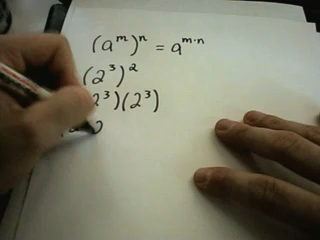 (a^m)^n = a^{m·n}
(2^3)^2
2^3)(2^3)